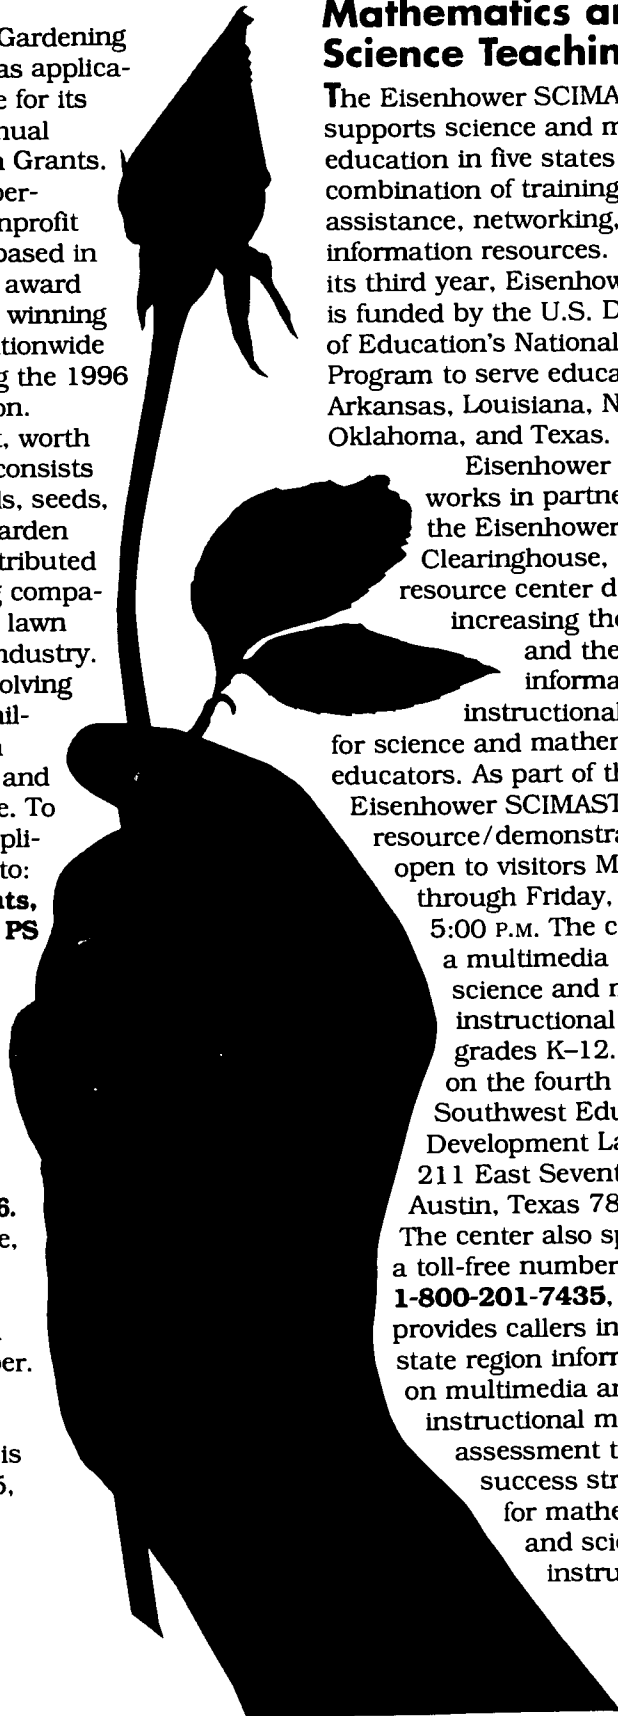 Gardening
as applica-
e for its
nual
Grants.
per-
nprofit
based in
award
winning
tionwide
g the 1996
on.
, worth
consists
ls, seeds,
arden
tributed
g compa-
lawn
ndustry.
olving
ail-
and
e. To
pli-
to:
nts,
PS
6.
e,
er.
is
5,
Mathematics a
Science Teachin
The Eisenhower SCIMA
supports science and m
education in five states
combination of training
assistance, networking,
information resources.
its third year, Eisenhow
is funded by the U.S. D
of Education's National
Program to serve educa
Arkansas, Louisiana, N
Oklahoma, and Texas.
Eisenhower
works in partne
the Eisenhower
Clearinghouse,
resource center d
increasing the
and the
informa
instructional
for science and mather
educators. As part of th
Eisenhower SCIMAST
resource/demonstra
open to visitors M
through Friday,
5:00 P.M. The c
a multimedia
science and n
instructional
grades K–12.
on the fourth
Southwest Edu
Development La
211 East Sevent
Austin, Texas 78
The center also sp
a toll-free number
1-800-201-7435,
provides callers in
state region inforr
on multimedia an
instructional m
assessment t
success str
for mathe
and scie
instru